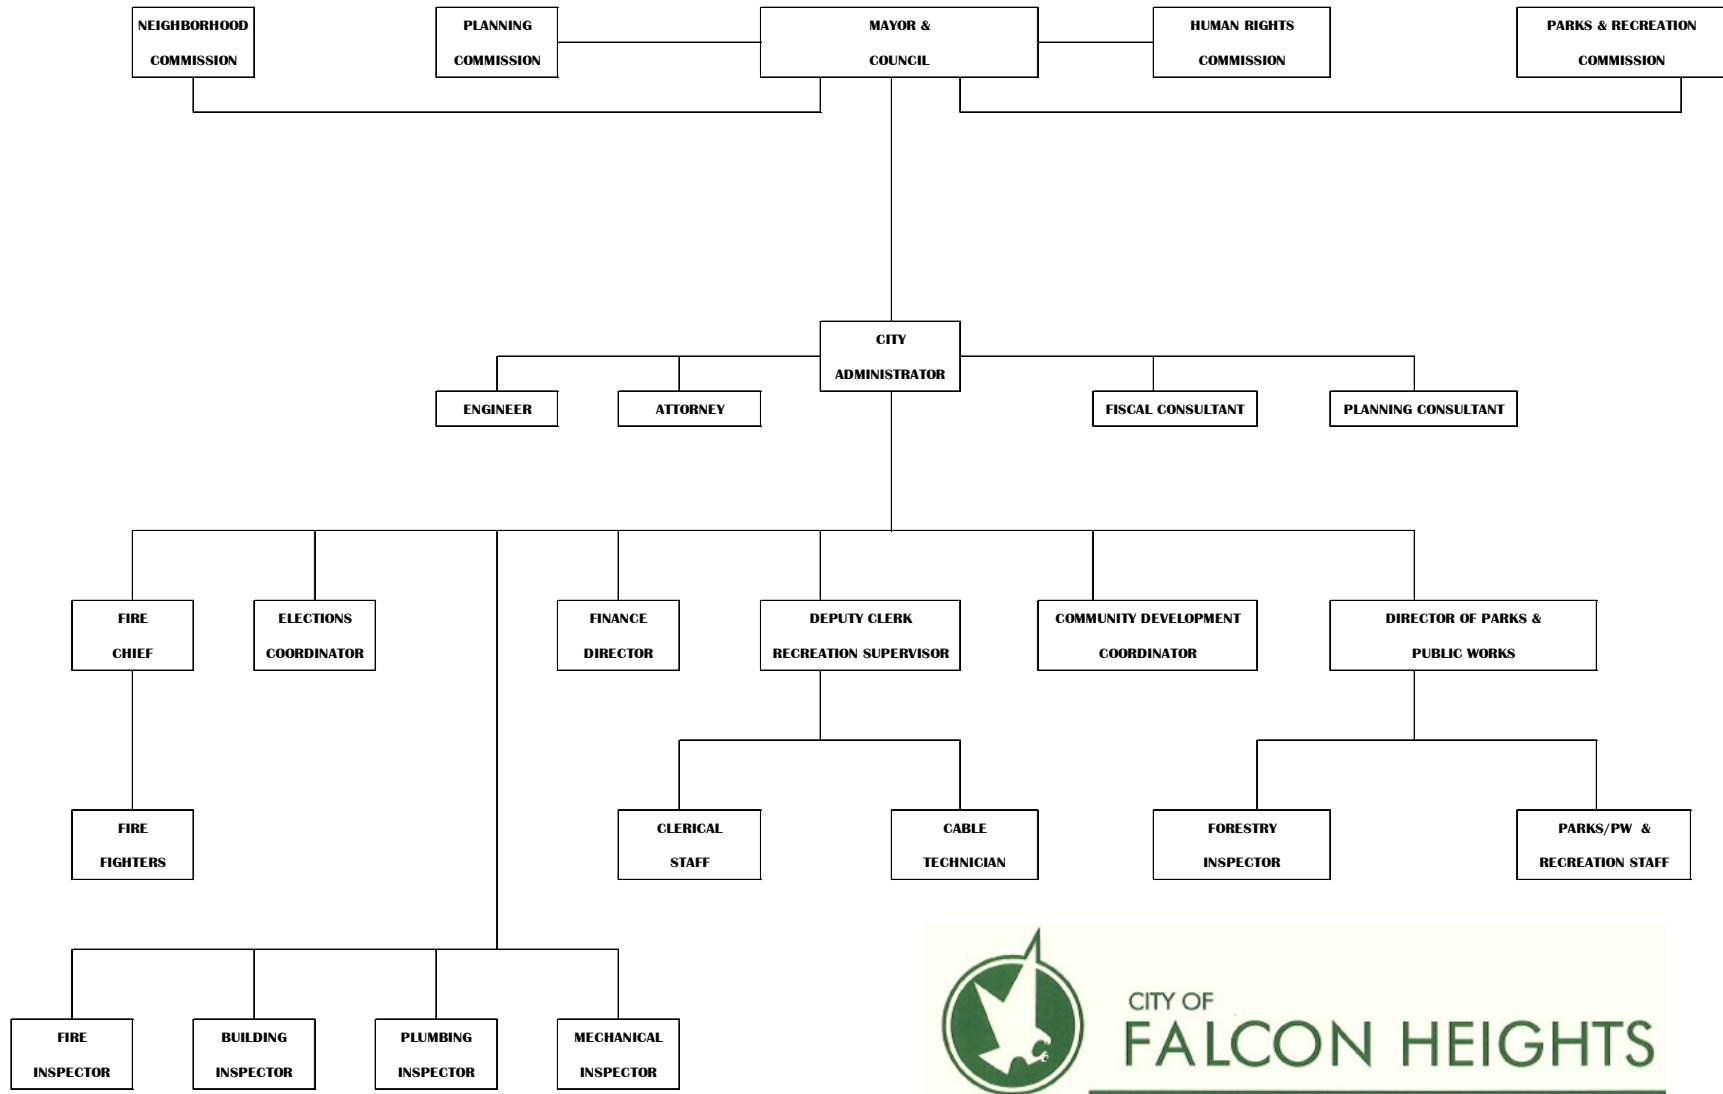 NEIGHBORHOOD
COMMISSION
PLANNING
COMMISSION
MAYOR &
COUNCIL
HUMAN RIGHTS
COMMISSION
PARKS & RECREATION
COMMISSION
CITY
ADMINISTRATOR
ENGINEER
ATTORNEY
FISCAL CONSULTANT
PLANNING CONSULTANT
FIRE
CHIEF
ELECTIONS
COORDINATOR
FINANCE
DIRECTOR
DEPUTY CLERK
RECREATION SUPERVISOR
COMMUNITY DEVELOPMENT
COORDINATOR
DIRECTOR OF PARKS &
PUBLIC WORKS
FIRE
FIGHTERS
CLERICAL
STAFF
CABLE
TECHNICIAN
FORESTRY
INSPECTOR
PARKS/PW &
RECREATION STAFF
FIRE
INSPECTOR
BUILDING
INSPECTOR
PLUMBING
INSPECTOR
MECHANICAL
INSPECTOR
CITY OF
FALCON HEIGHTS